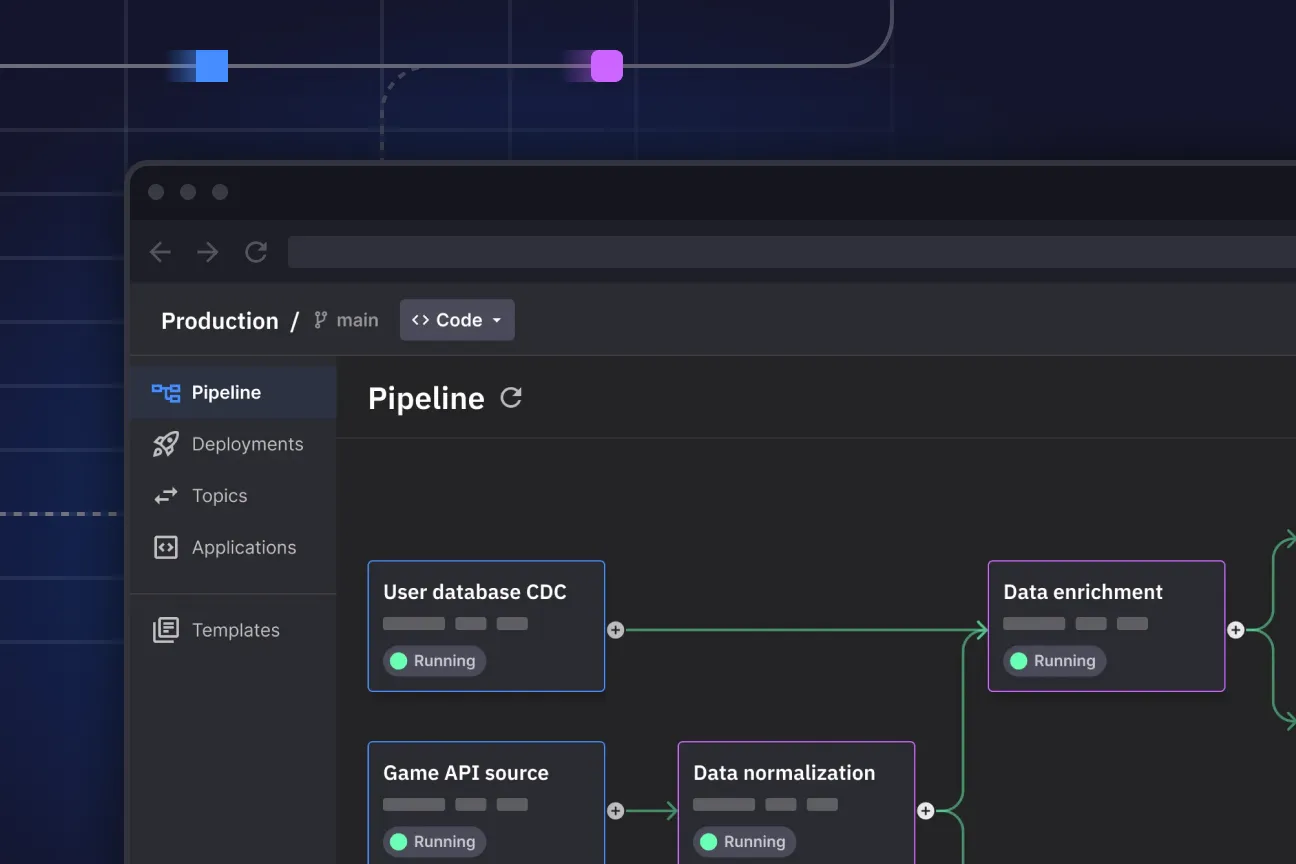 Production / main <> Code
Pipeline
Deployments
Topics
Applications
Templates
Pipeline
User database CDC
Running
Data enrichment
Running
Game API source
Running
Data normalization
Running